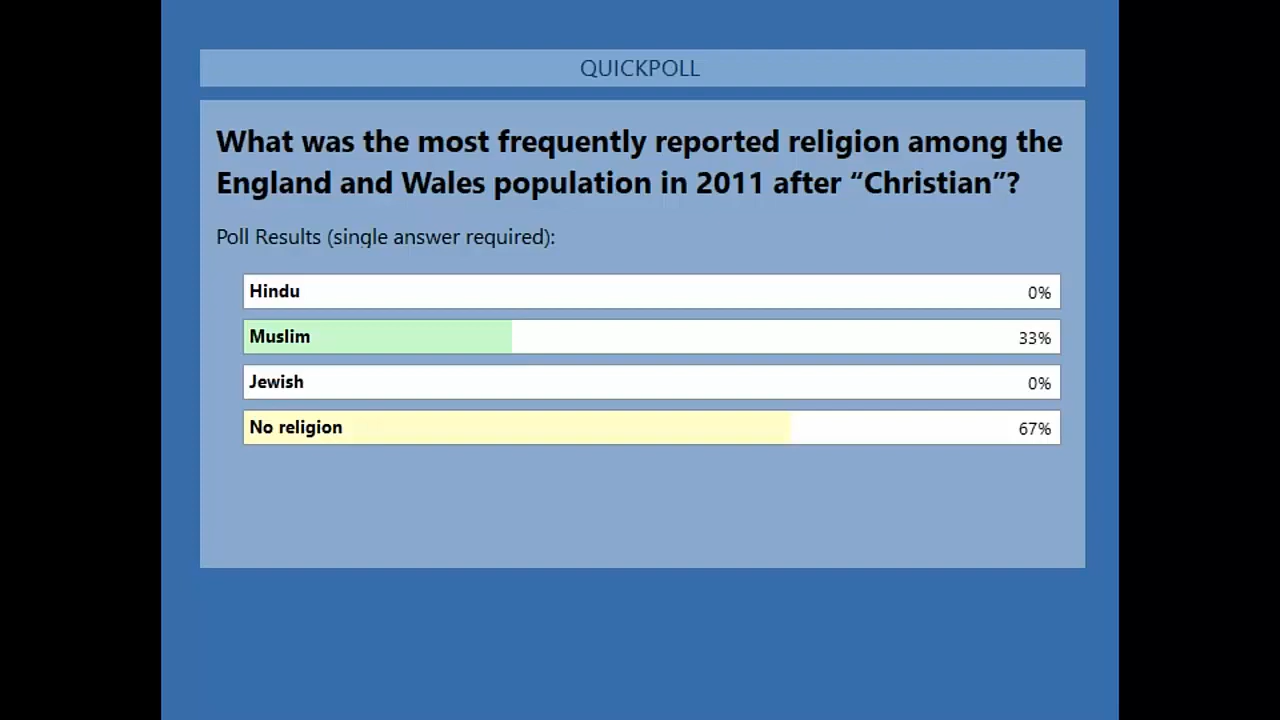 QUICKPOLL
What was the most frequently reported religion among the
England and Wales population in 2011 after “Christian”?
Poll Results (single answer required):
Hindu 0%
Muslim 33%
Jewish 0%
No religion 67%